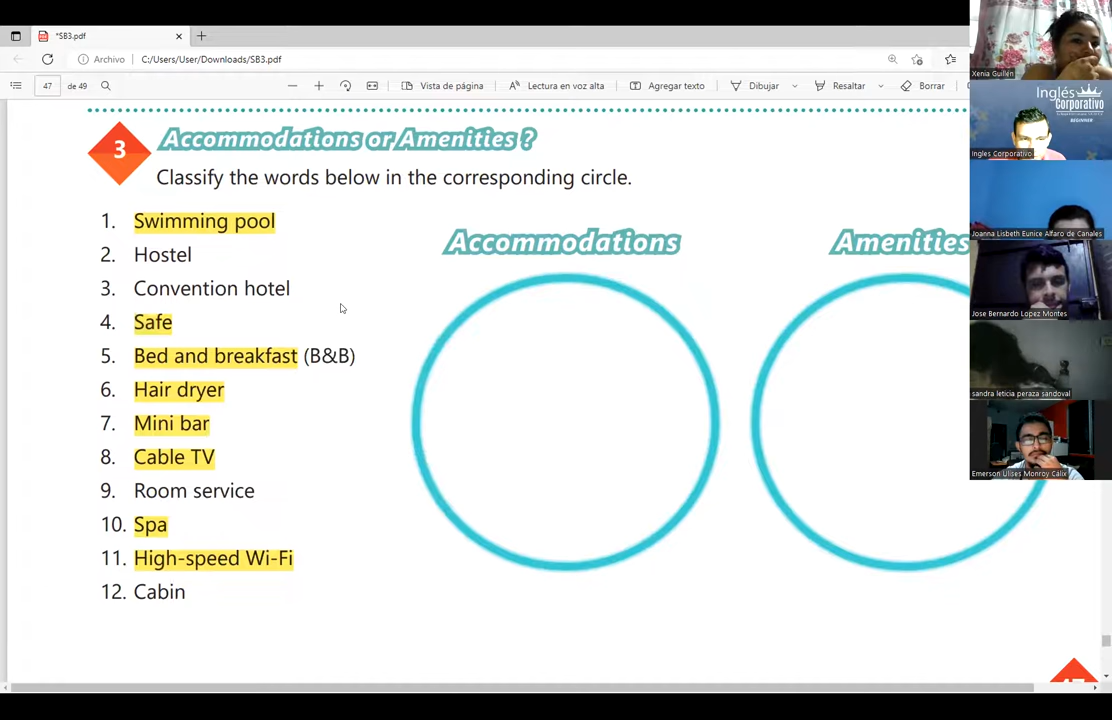 *SB3.pdf
Archivo
C:/Users/User/Downloads/SB3.pdf
47
de 49
Vista de página
Lectura en voz alta
Agregar texto
Dibujar
Resaltar
Borrar
3
Accommodations or Amenities ?
Classify the words below in the corresponding circle.
1. Swimming pool
2. Hostel
3. Convention hotel
4. Safe
5. Bed and breakfast (B&B)
6. Hair dryer
7. Mini bar
8. Cable TV
9. Room service
10. Spa
11. High-speed Wi-Fi
12. Cabin
Accommodations
Amenities
Xenia Guillén
Inglés
Corporativo
BEGINNER
Ingles Corporativo
Joanna Lisbeth Eunice Alfaro de Canales
Jose Bernardo Lopez Montes
sandra leticia peraza sandoval
Emerson Ulises Monroy Cálix